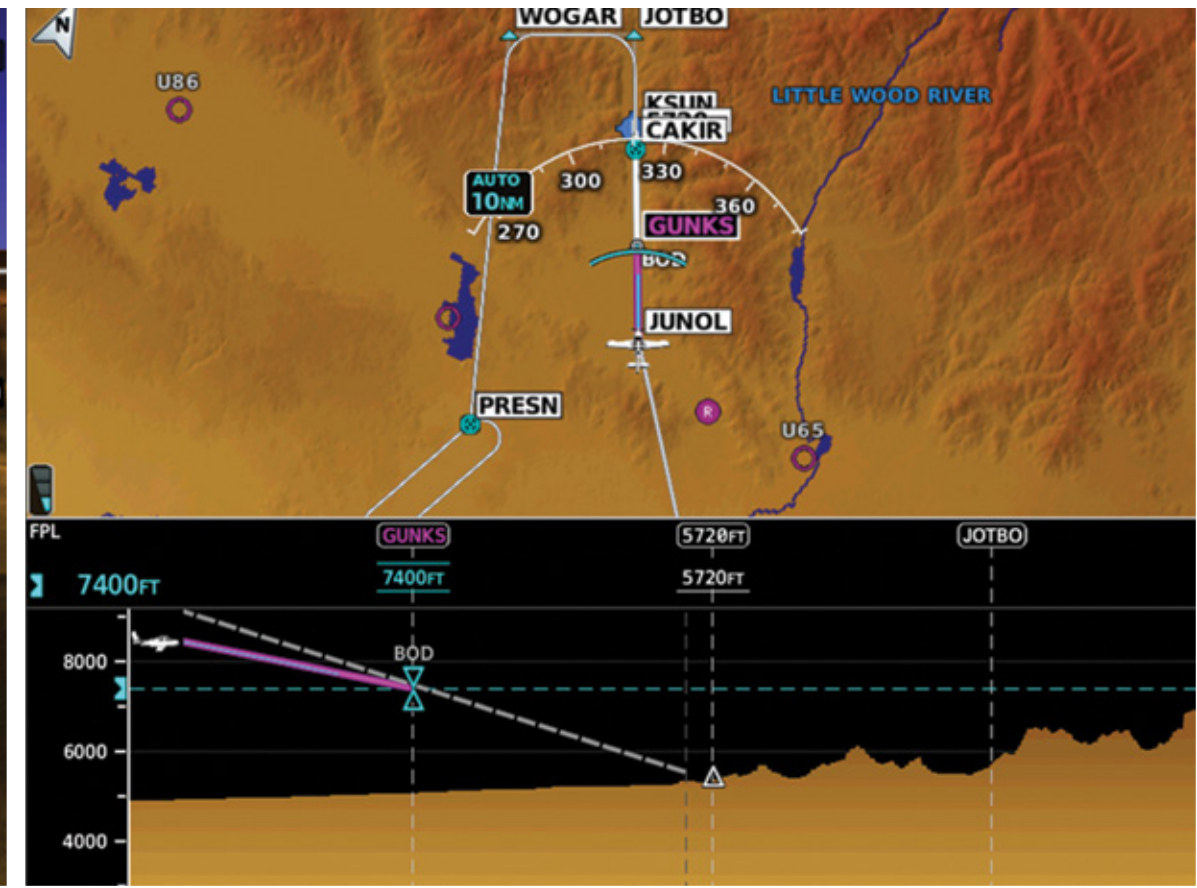 N
WOGAR JOTBO
U86
LITTLE WOOD RIVER
KSUN
CAKIR
AUTO
10NM
300
330
360
270
GUNKS
BOD
JUNOL
PRESN
R
U65
FPL
GUNKS
5720FT
JOTBO
7400FT
7400FT
5720FT
BOD
8000
6000
4000